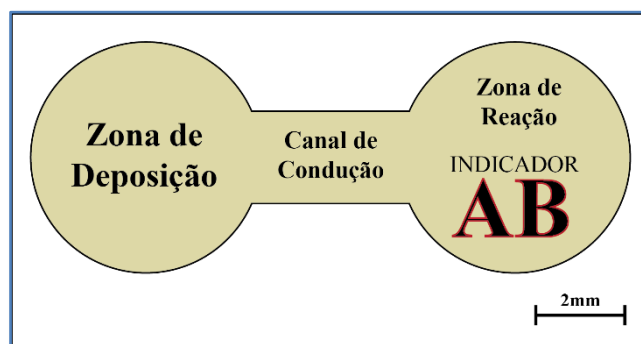 Zona de
Deposição
Canal de
Condução
Zona de
Reação
INDICADOR
AB
2mm